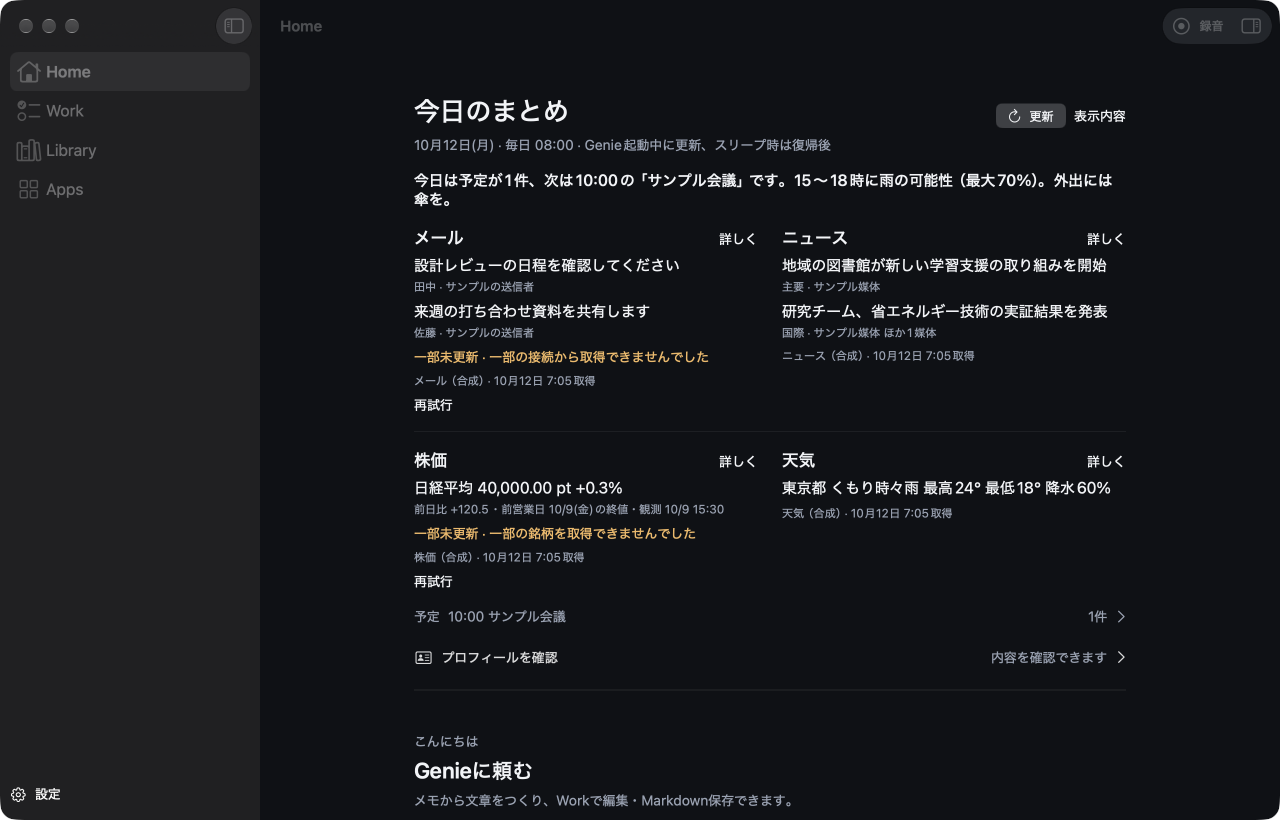 Home
録音
Home
Work
Library
Apps
設定
今日のまとめ
更新
表示内容
10月12日(月) · 毎日 08:00 · Genie起動中に更新、スリープ時は復帰後
今日は予定が1件、次は10:00の「サンプル会議」です。15〜18時に雨の可能性（最大70%）。外出には
傘を。
メール
詳しく
設計レビューの日程を確認してください
田中 · サンプルの送信者
来週の打ち合わせ資料を共有します
佐藤 · サンプルの送信者
一部未更新 · 一部の接続から取得できませんでした
メール（合成）· 10月12日 7:05取得
再試行
ニュース
詳しく
地域の図書館が新しい学習支援の取り組みを開始
主要 · サンプル媒体
研究チーム、省エネルギー技術の実証結果を発表
国際 · サンプル媒体 ほか1媒体
ニュース（合成）· 10月12日 7:05取得
株価
詳しく
日経平均 40,000.00 pt +0.3%
前日比 +120.5・前営業日 10/9(金)の終値・観測 10/9 15:30
一部未更新 · 一部の銘柄を取得できませんでした
株価（合成）· 10月12日 7:05取得
再試行
天気
詳しく
東京都 くもり時々雨 最高24° 最低18° 降水60%
天気（合成）· 10月12日 7:05取得
予定 10:00 サンプル会議
1件
プロフィールを確認
内容を確認できます
こんにちは
Genieに頼む
メモから文章をつくり、Workで編集・Markdown保存できます。